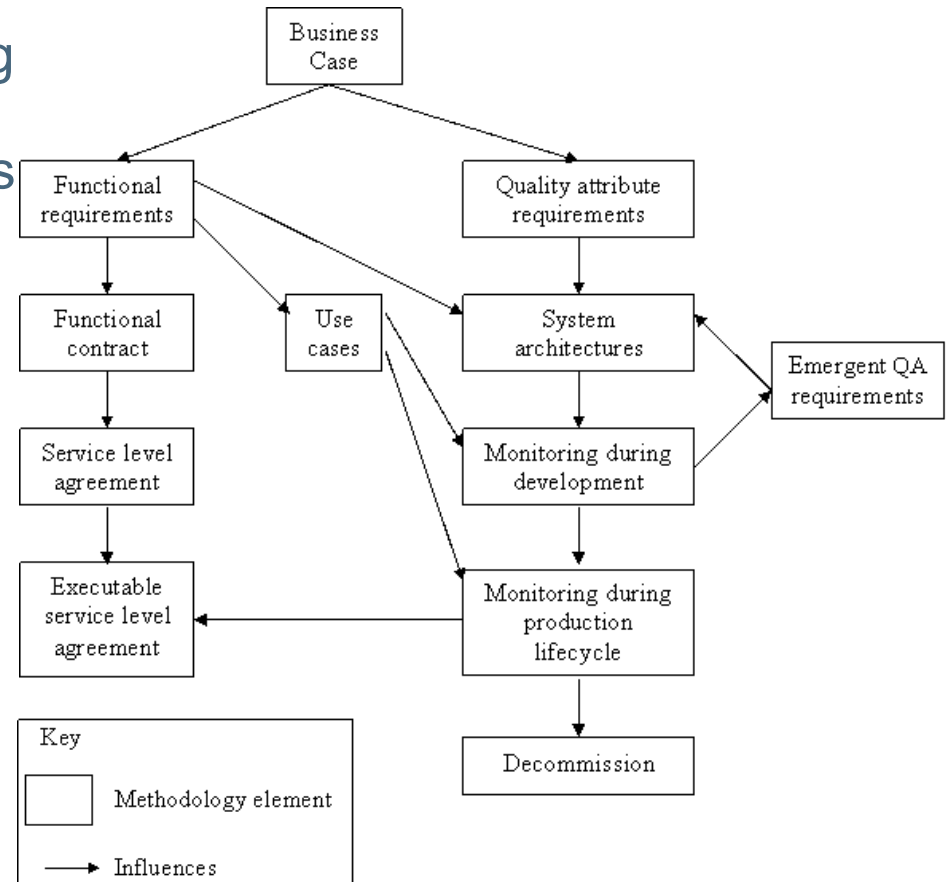 g
s
Business
Case
Functional
requirements
Quality attribute
requirements
Functional
contract
Use
cases
System
architectures
Emergent QA
requirements
Service level
agreement
Monitoring during
development
Executable
service level
agreement
Monitoring during
production
lifecycle
Decommission
Key
Methodology element
Influences